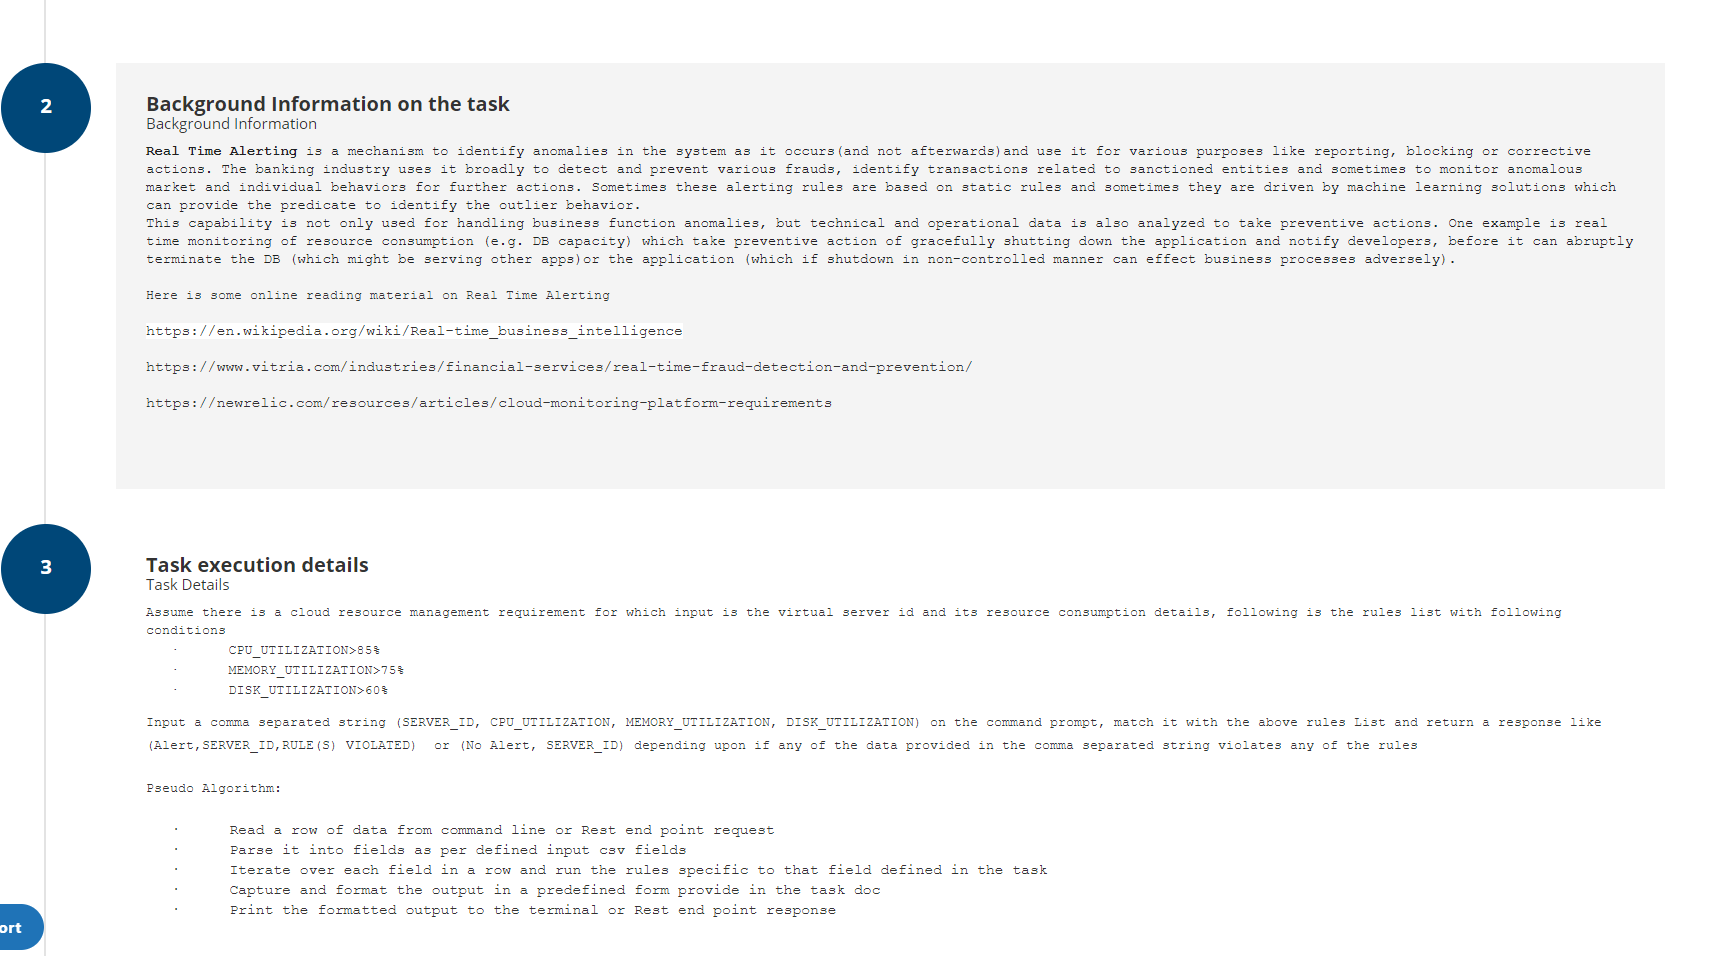 2
Background Information on the task
Background Information
Real Time Alerting is a mechanism to identify anomalies in the system as it occurs(and not afterwards)and use it for various purposes like reporting, blocking or corrective
actions. The banking industry uses it broadly to detect and prevent various frauds, identify transactions related to sanctioned entities and sometimes to monitor anomalous
market and individual behaviors for further actions. Sometimes these alerting rules are based on static rules and sometimes they are driven by machine learning solutions which
can provide the predicate to identify the outlier behavior.
This capability is not only used for handling business function anomalies, but technical and operational data is also analyzed to take preventive actions. One example is real
time monitoring of resource consumption (e.g. DB capacity) which take preventive action of gracefully shutting down the application and notify developers, before it can abruptly
terminate the DB (which might be serving other apps)or the application (which if shutdown in non-controlled manner can effect business processes adversely).
Here is some online reading material on Real Time Alerting
https://en.wikipedia.org/wiki/Real-time_business_intelligence
https://www.vitria.com/industries/financial-services/real-time-fraud-detection-and-prevention/
https://newrelic.com/resources/articles/cloud-monitoring-platform-requirements
3
Task execution details
Task Details
Assume there is a cloud resource management requirement for which input is the virtual server id and its resource consumption details, following is the rules list with following
conditions
· CPU_UTILIZATION>85%
· MEMORY_UTILIZATION>75%
· DISK_UTILIZATION>60%
Input a comma separated string (SERVER_ID, CPU_UTILIZATION, MEMORY_UTILIZATION, DISK_UTILIZATION) on the command prompt, match it with the above rules List and return a response like
(Alert,SERVER_ID,RULE(S) VIOLATED) or (No Alert, SERVER_ID) depending upon if any of the data provided in the comma separated string violates any of the rules
Pseudo Algorithm:
· Read a row of data from command line or Rest end point request
· Parse it into fields as per defined input csv fields
· Iterate over each field in a row and run the rules specific to that field defined in the task
· Capture and format the output in a predefined form provide in the task doc
· Print the formatted output to the terminal or Rest end point response
ort